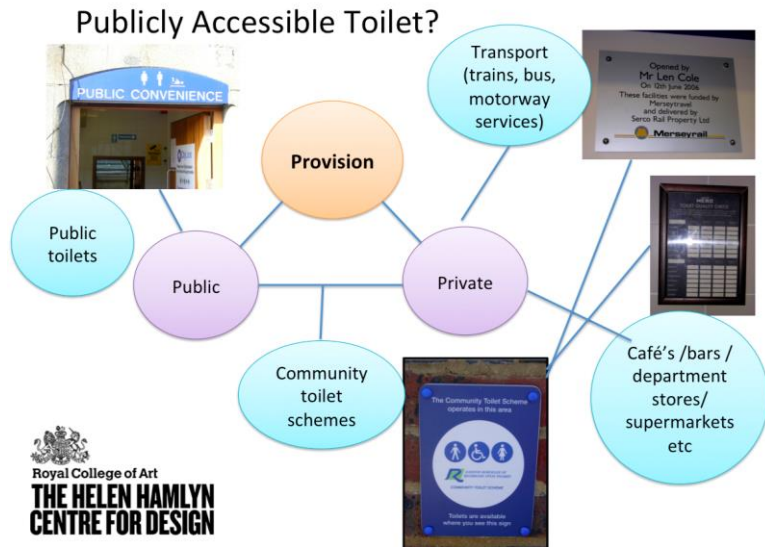 Publicly Accessible Toilet?
PUBLIC CONVENIENCE
Transport
(trains, bus,
motorway
services)
Opened by
Mr Len Cole
On 12th June 2006
These facilities were funded by
Merseytravel
and delivered by
Serco Rail Property Ltd
Merseyrail
Provision
Public
toilets
Public
Private
Community
toilet
schemes
Café's /bars /
department
stores/
supermarkets
etc
The Community Toilet Scheme
operates in this area
COMMUNITY TOILET SCHEME
Toilets are available
where you see this sign
Royal College of Art
THE HELEN HAMLYN
CENTRE FOR DESIGN